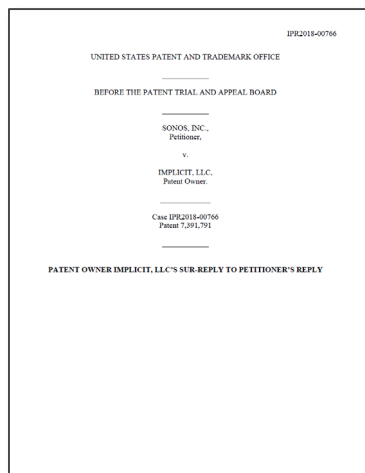 IPR2018-00766
UNITED STATES PATENT AND TRADEMARK OFFICE
BEFORE THE PATENT TRIAL AND APPEAL BOARD
SONOS, INC.,
Petitioner,
v.
IMPLICIT, LLC,
Patent Owner.
Case IPR2018-00766
Patent 7,391,791
PATENT OWNER IMPLICIT, LLC'S SUR-REPLY TO PETITIONER'S REPLY